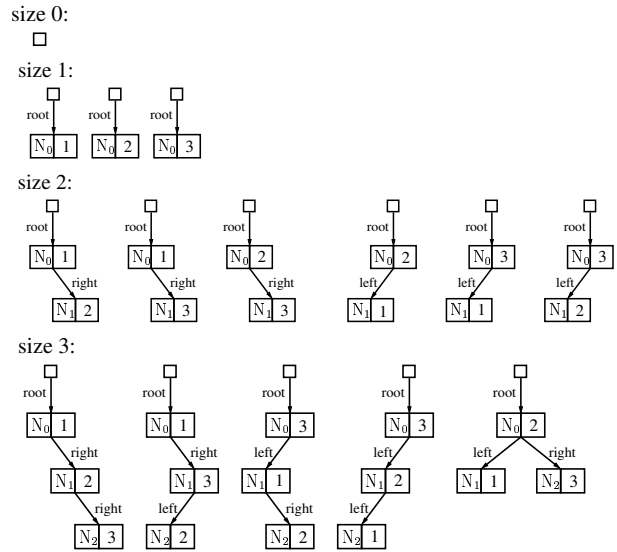 size 0:
size 1:
root root root
N0 1 N0 2 N0 3
size 2:
root root root root root root
N0 1 N0 1 N0 2 N0 2 N0 3 N0 3
right right right left left left
N1 2 N1 3 N1 3 N1 1 N1 1 N1 2
size 3:
root root root root root
N0 1 N0 1 N0 3 N0 3 N0 2
right right left left left right
N1 2 N1 3 N1 1 N1 2 N1 1 N2 3
right left right left
N2 3 N2 2 N2 2 N2 1